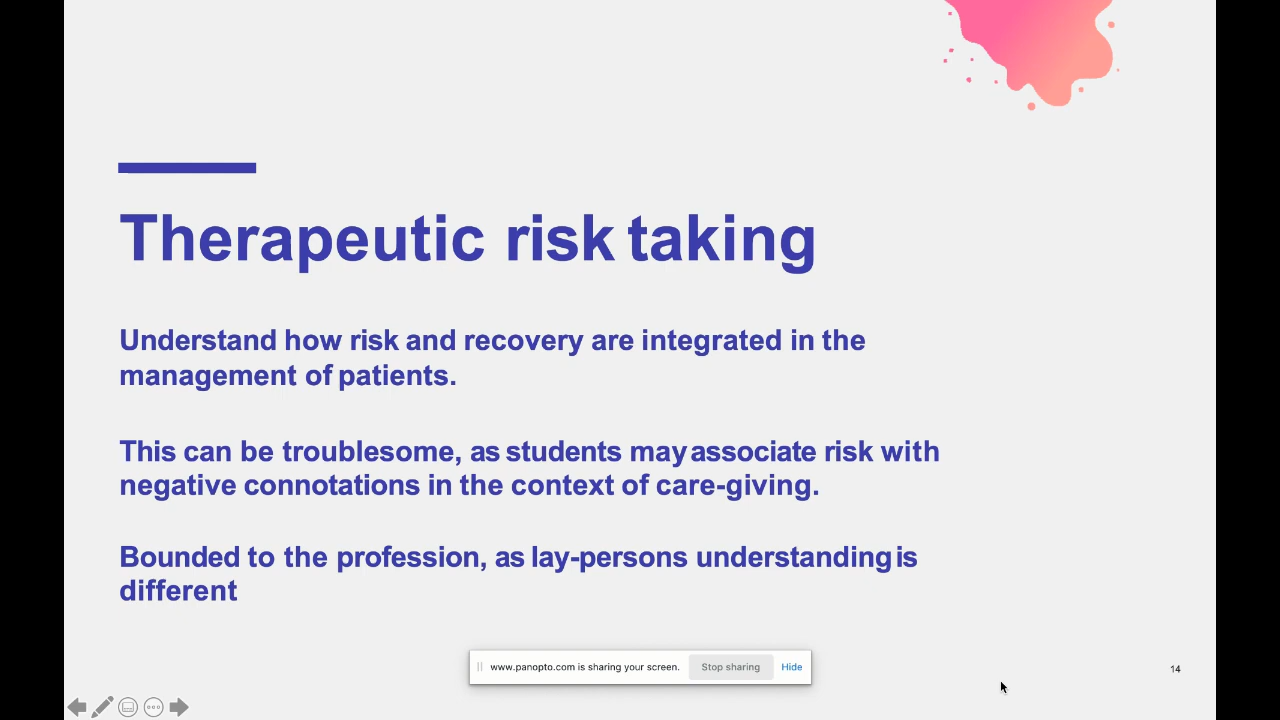 Therapeutic risk taking
Understand how risk and recovery are integrated in the
management of patients.
This can be troublesome, as students may associate risk with
negative connotations in the context of care-giving.
Bounded to the profession, as lay-persons understanding is
different
www.panopto.com is sharing your screen. Stop sharing Hide
14